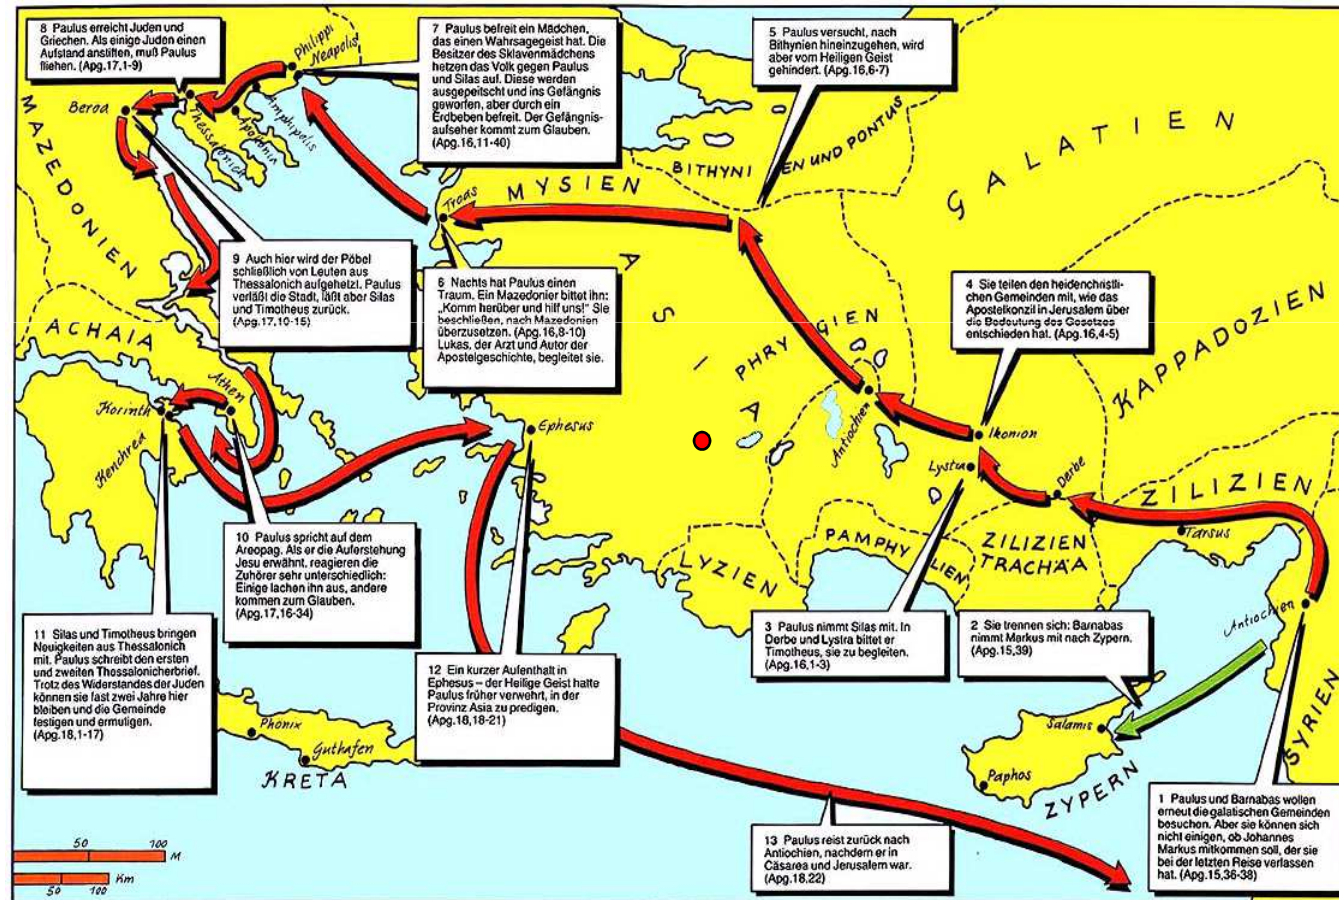 8 Paulus erreicht Juden und
Griechen. Als einige Juden einen
Aufstand anstiften, muß Paulus
fliehen. (Apg.17,1-9)
7 Paulus befreit ein Mädchen,
das einen Wahrsagegeist hat. Die
Besitzer des Sklavenmädchens
hetzen das Volk gegen Paulus
und Silas auf. Diese werden
ausgepeitscht und ins Gefängnis
geworfen, aber durch ein
Erdbeben befreit. Der Gefängnis-
aufseher kommt zum Glauben.
(Apg.16,11-40)
5 Paulus versucht, nach
Bithynien hineinzugehen, wird
aber vom Heiligen Geist
gehindert. (Apg.16,6-7)
Philippi
Neapolis
Amphipolis
Apollonia
Thessalonich
Beroa
MAZEDONIEN
BITHYNI EN UND PONTUS
GALATIEN
MYSIEN
Troas
9 Auch hier wird der Pöbel
schließlich von Leuten aus
Thessalonich aufgehetzt. Paulus
verläßt die Stadt, läßt aber Silas
und Timotheus zurück.
(Apg.17,10-15)
6 Nachts hat Paulus einen
Traum. Ein Mazedonier bittet ihn:
„Komm herüber und hilf uns!" Sie
beschließen, nach Mazedonien
überzusetzen. (Apg.16,8-10)
Lukas, der Arzt und Autor der
Apostelgeschichte, begleitet sie.
4 Sie teilen den heidenchristli-
chen Gemeinden mit, wie das
Apostelkonzil in Jerusalem über
die Bedeutung des Gesetzes
entschieden hat. (Apg.16,4-5)
ASIA
PHRYGIEN
KAPPADOZIEN
ACHAIA
Athen
Korinth
Kenchreä
Ephesus
Antiochien
Ikonion
Lystra
Derbe
ZILIZIEN
Tarsus
ZILIZIEN
TRACHÄA
PAMPHY
LIEN
LYZIEN
10 Paulus spricht auf dem
Areopag. Als er die Auferstehung
Jesu erwähnt, reagieren die
Zuhörer sehr unterschiedlich:
Einige lachen ihn aus, andere
kommen zum Glauben.
(Apg.17,16-34)
11 Silas und Timotheus bringen
Neuigkeiten aus Thessalonich
mit. Paulus schreibt den ersten
und zweiten Thessalonicherbrief.
Trotz des Widerstandes der Juden
können sie fast zwei Jahre hier
bleiben und die Gemeinde
festigen und ermutigen.
(Apg.18,1-17)
12 Ein kurzer Aufenthalt in
Ephesus – der Heilige Geist hatte
Paulus früher verwehrt, in der
Provinz Asia zu predigen.
(Apg.18,18-21)
3 Paulus nimmt Silas mit. In
Derbe und Lystra bittet er
Timotheus, sie zu begleiten.
(Apg.16,1-3)
2 Sie trennen sich: Barnabas
nimmt Markus mit nach Zypern.
(Apg.15,39)
Antiochien
SYRIEN
Salamis
Paphos
ZYPERN
Phönix
Guthafen
KRETA
13 Paulus reist zurück nach
Antiochien, nachdem er in
Cäsarea und Jerusalem war.
(Apg.18,22)
1 Paulus und Barnabas wollen
erneut die galatischen Gemeinden
besuchen. Aber sie können sich
nicht einigen, ob Johannes
Markus mitkommen soll, der sie
bei der letzten Reise verlassen
hat. (Apg.15,36-38)
50 100 M
50 100 Km